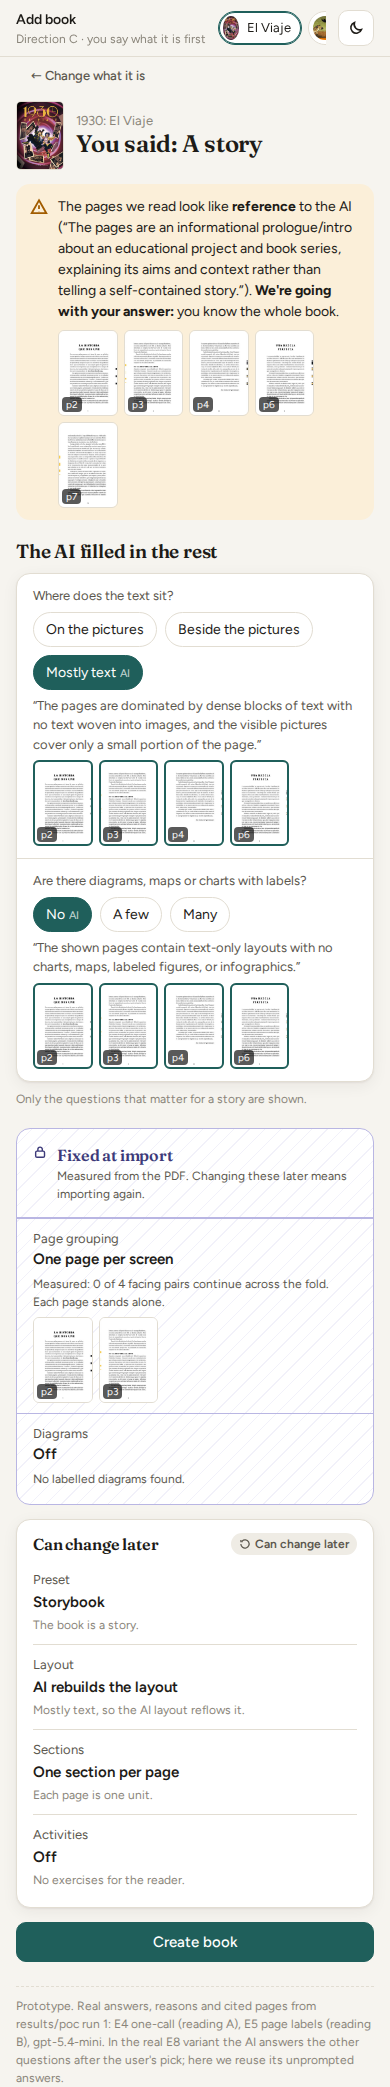 Add book
Direction C · you say what it is first
El Viaje
← Change what it is
1930
1930: El Viaje
You said: A story
The pages we read look like reference to the AI
(“The pages are an informational prologue/intro
about an educational project and book series,
explaining its aims and context rather than
telling a self-contained story.”). We're going
with your answer: you know the whole book.
p2
p3
p4
p6
p7
The AI filled in the rest
Where does the text sit?
On the pictures
Beside the pictures
Mostly text AI
“The pages are dominated by dense blocks of text with
no text woven into images, and the visible pictures
cover only a small portion of the page.”
p2
p3
p4
p6
Are there diagrams, maps or charts with labels?
No AI
A few
Many
“The shown pages contain text-only layouts with no
charts, maps, labeled figures, or infographics.”
p2
p3
p4
p6
Only the questions that matter for a story are shown.
Fixed at import
Measured from the PDF. Changing these later means
importing again.
Page grouping
One page per screen
Measured: 0 of 4 facing pairs continue across the fold.
Each page stands alone.
p2
p3
Diagrams
Off
No labelled diagrams found.
Can change later
Can change later
Preset
Storybook
The book is a story.
Layout
AI rebuilds the layout
Mostly text, so the AI layout reflows it.
Sections
One section per page
Each page is one unit.
Activities
Off
No exercises for the reader.
Create book
Prototype. Real answers, reasons and cited pages from
results/poc run 1: E4 one-call (reading A), E5 page labels (reading
B), gpt-5.4-mini. In the real E8 variant the AI answers the other
questions after the user's pick; here we reuse its unprompted
answers.